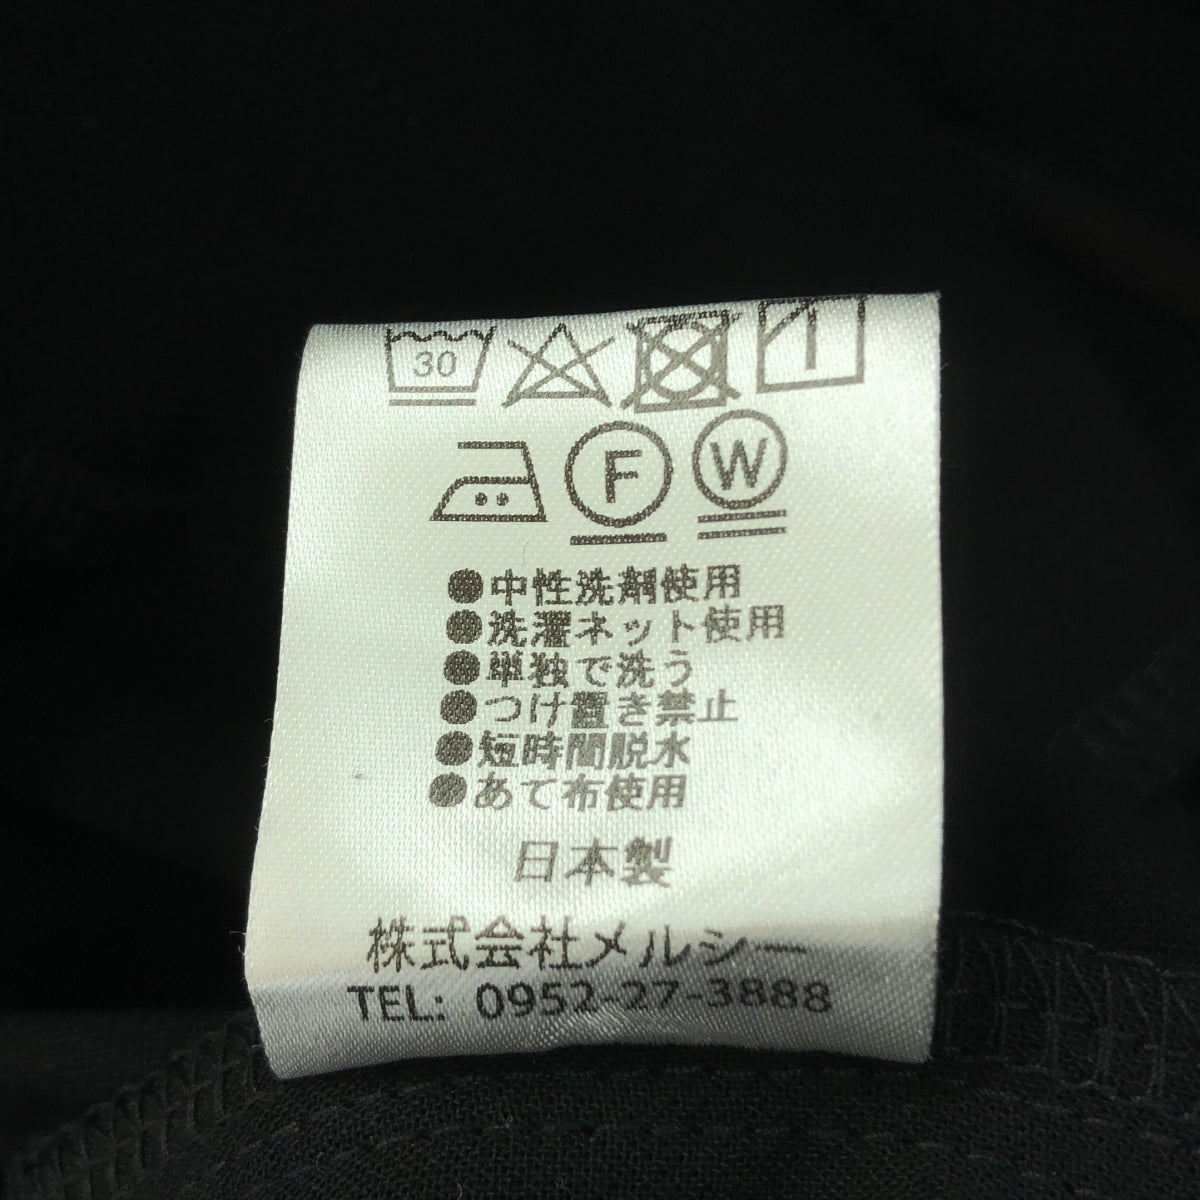 30
F W
●中性洗剤使用
●洗濯ネット使用
●単独で洗う
●つけ置き禁止
●短時間脱水
●あて布使用
日本製
株式会社メルシー
TEL: 0952-27-3888